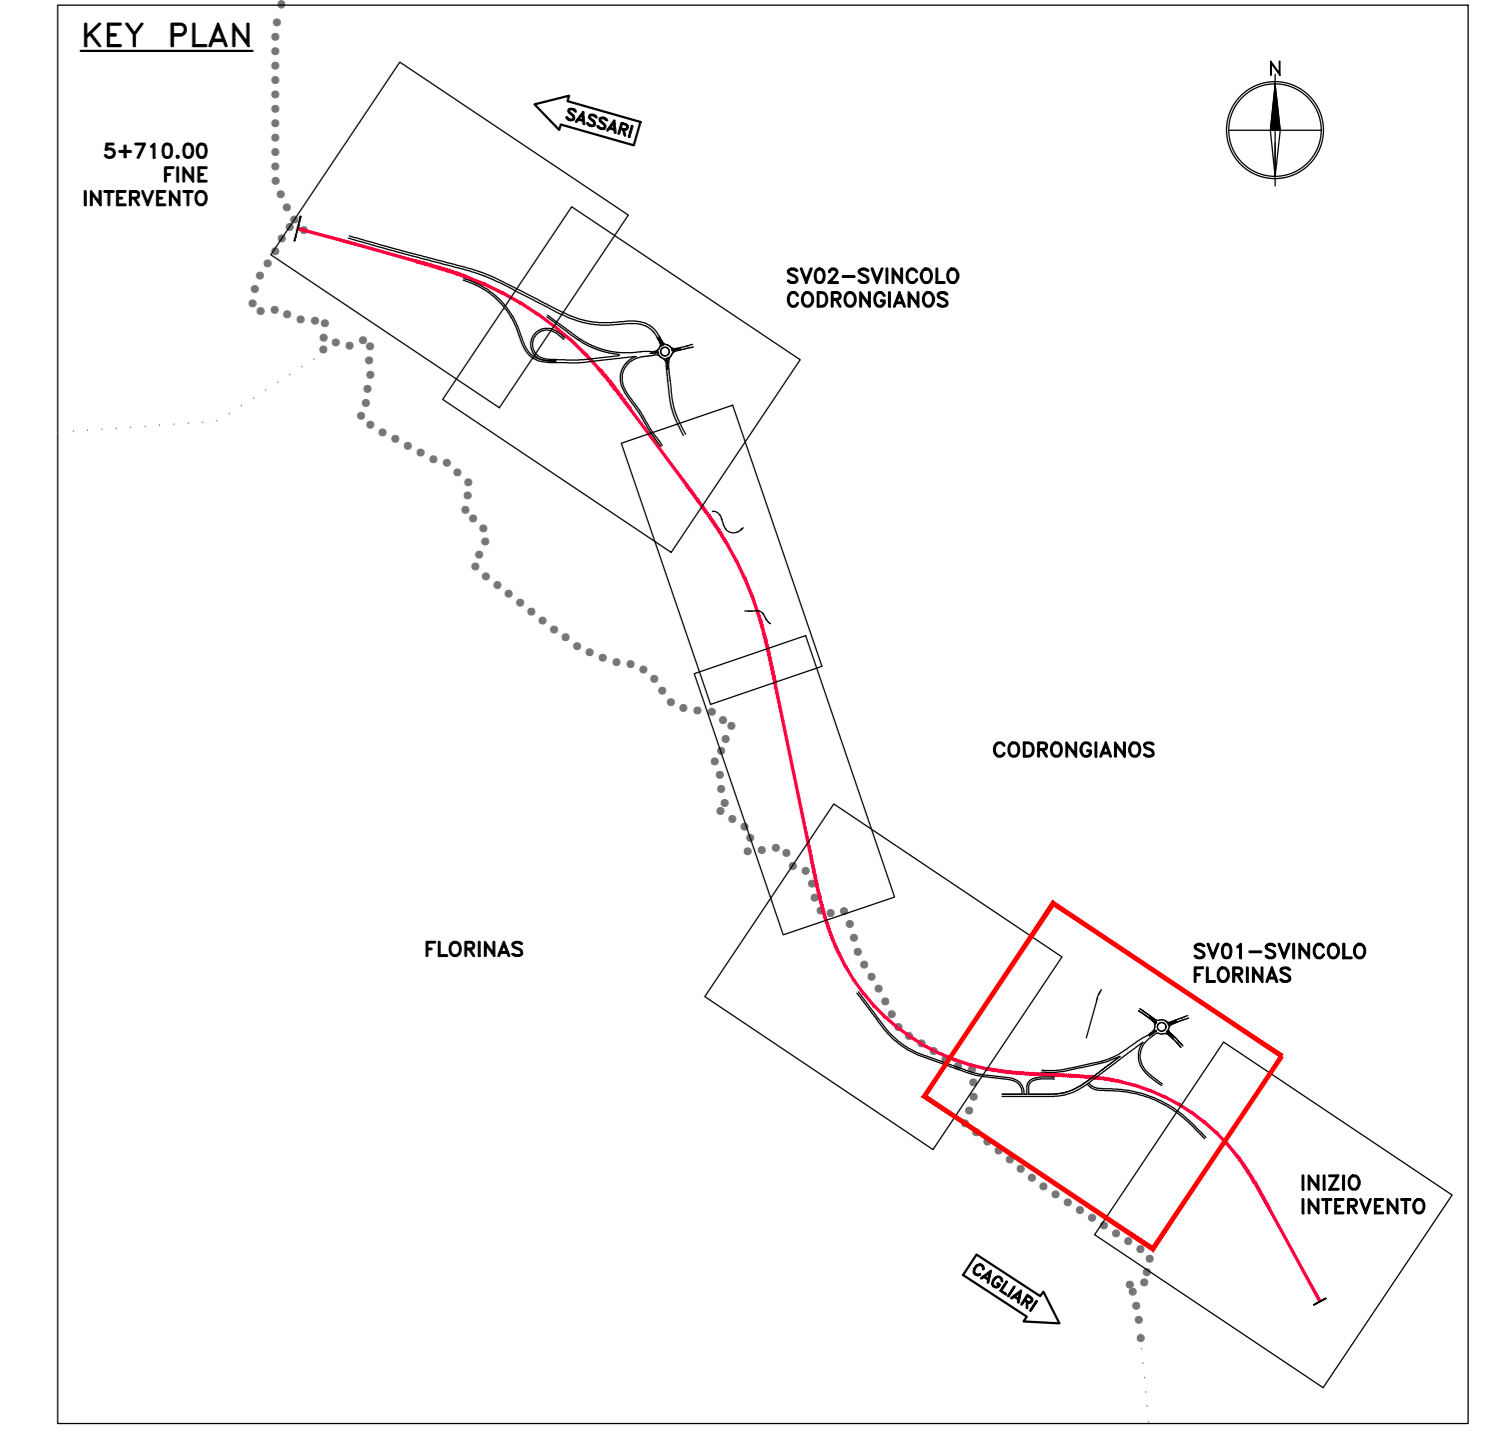 KEY PLAN
N
SASSARI
5+710.00
FINE
INTERVENTO
SV02-SVINCOLO
CODRONGIANOS
CODRONGIANOS
FLORINAS
SV01-SVINCOLO
FLORINAS
INIZIO
INTERVENTO
CAGLIARI